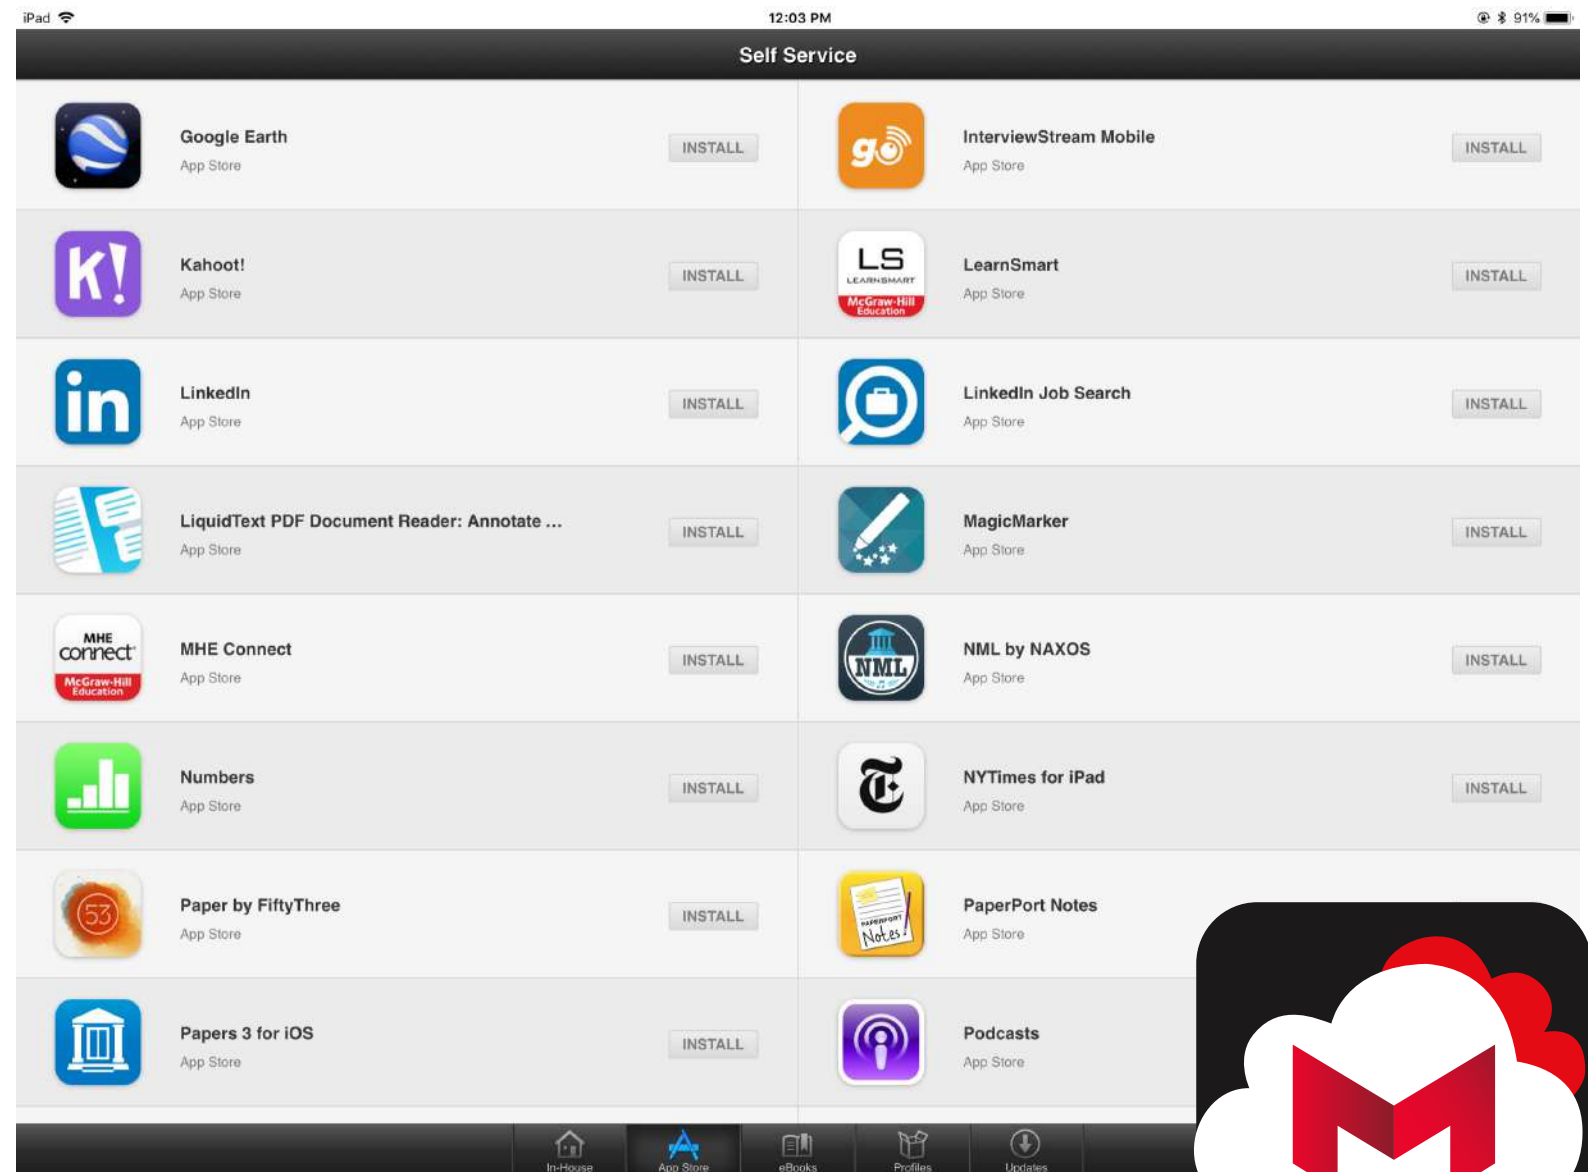 iPad 12:03 PM 91%
Self Service
Google Earth
App Store
INSTALL
go
InterviewStream Mobile
App Store
INSTALL
K!
Kahoot!
App Store
INSTALL
LS
LEARNSMART
McGraw-Hill
Education
LearnSmart
App Store
INSTALL
in
LinkedIn
App Store
INSTALL
LinkedIn Job Search
App Store
INSTALL
LiquidText PDF Document Reader: Annotate ...
App Store
INSTALL
MagicMarker
App Store
INSTALL
MHE
connect
McGraw-Hill
Education
MHE Connect
App Store
INSTALL
NML
NML by NAXOS
App Store
INSTALL
Numbers
App Store
INSTALL
T
NYTimes for iPad
App Store
INSTALL
53
Paper by FiftyThree
App Store
INSTALL
PAPERPORT
Notes!
PaperPort Notes
App Store
Papers 3 for iOS
App Store
INSTALL
Podcasts
App Store
M
In-House
App Store
eBooks
Profiles
Updates